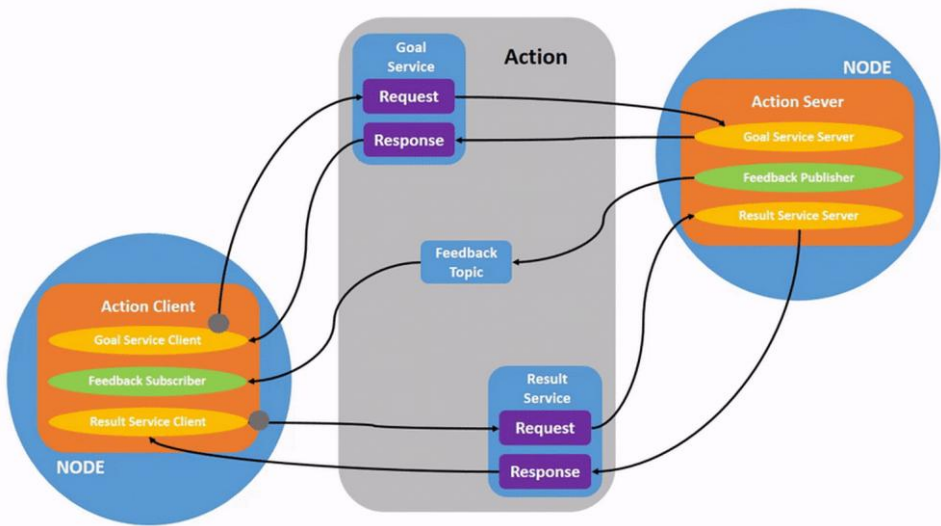 Goal
Service
Request
Response
Action
NODE
Action Sever
Goal Service Server
Feedback Publisher
Result Service Server
Feedback
Topic
Action Client
Goal Service Client
Feedback Subscriber
Result Service Client
NODE
Result
Service
Request
Response